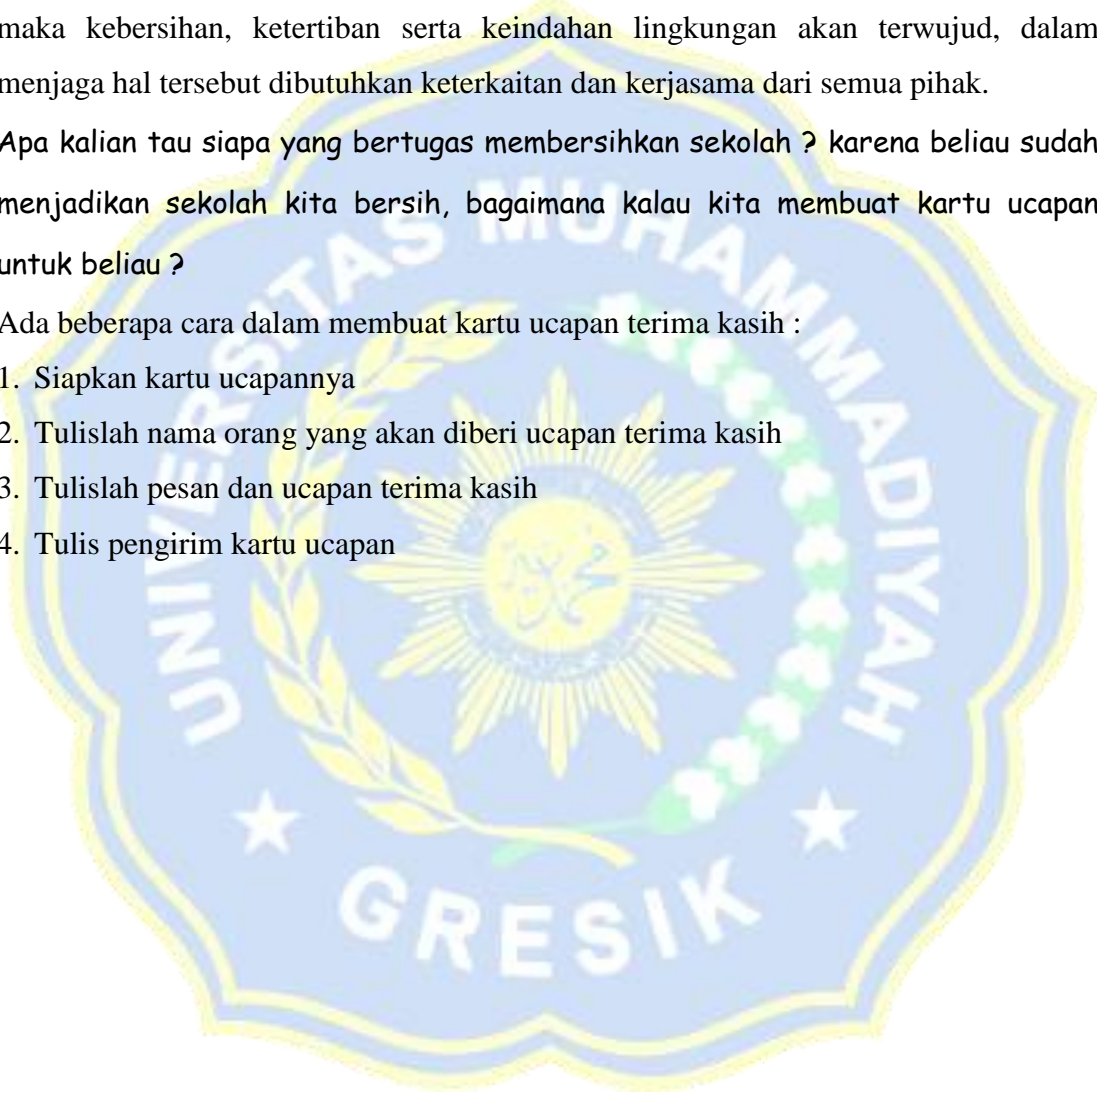 maka kebersihan, ketertiban serta keindahan lingkungan akan terwujud, dalam
menjaga hal tersebut dibutuhkan keterkaitan dan kerjasama dari semua pihak.
Apa kalian tau siapa yang bertugas membersihkan sekolah ? karena beliau sudah
menjadikan sekolah kita bersih, bagaimana kalau kita membuat kartu ucapan
untuk beliau ?
Ada beberapa cara dalam membuat kartu ucapan terima kasih :
1. Siapkan kartu ucapannya
2. Tulislah nama orang yang akan diberi ucapan terima kasih
3. Tulislah pesan dan ucapan terima kasih
4. Tulis pengirim kartu ucapan
UNIVERSITAS MUHAMMADIYAH
GRESIK